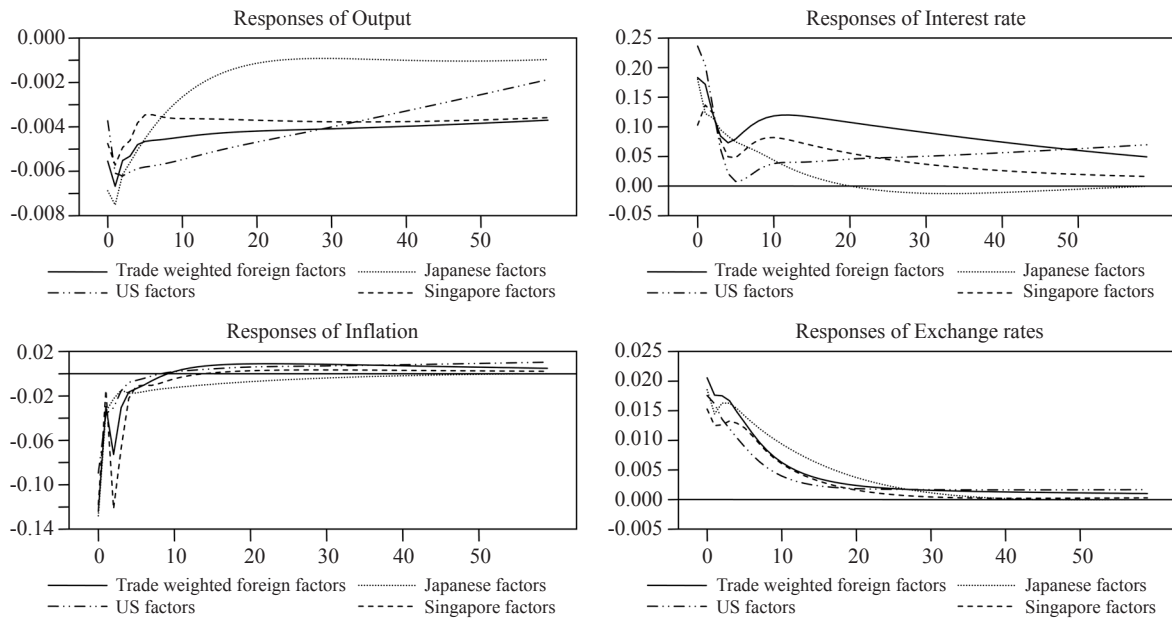 Responses of Output
0.000
-0.002
-0.004
-0.006
-0.008
0 10 20 30 40 50
Trade weighted foreign factors Japanese factors
US factors Singapore factors
Responses of Interest rate
0.25
0.20
0.15
0.10
0.05
0.00
-0.05
0 10 20 30 40 50
Trade weighted foreign factors Japanese factors
US factors Singapore factors
Responses of Inflation
0.02
-0.02
-0.06
-0.10
-0.14
0 10 20 30 40 50
Trade weighted foreign factors Japanese factors
US factors Singapore factors
Responses of Exchange rates
0.025
0.020
0.015
0.010
0.005
0.000
-0.005
0 10 20 30 40 50
Trade weighted foreign factors Japanese factors
US factors Singapore factors